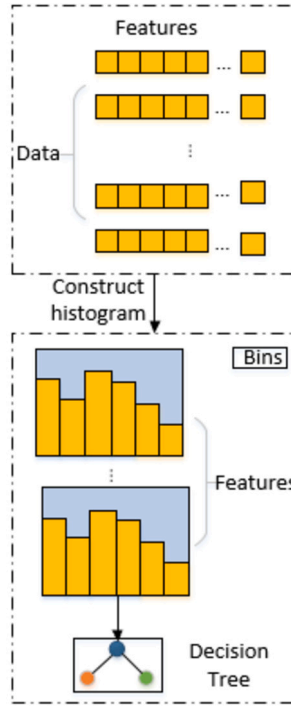 Features
...
...
Data
...
...
...
Construct
histogram
Bins
...
Features
Decision
Tree